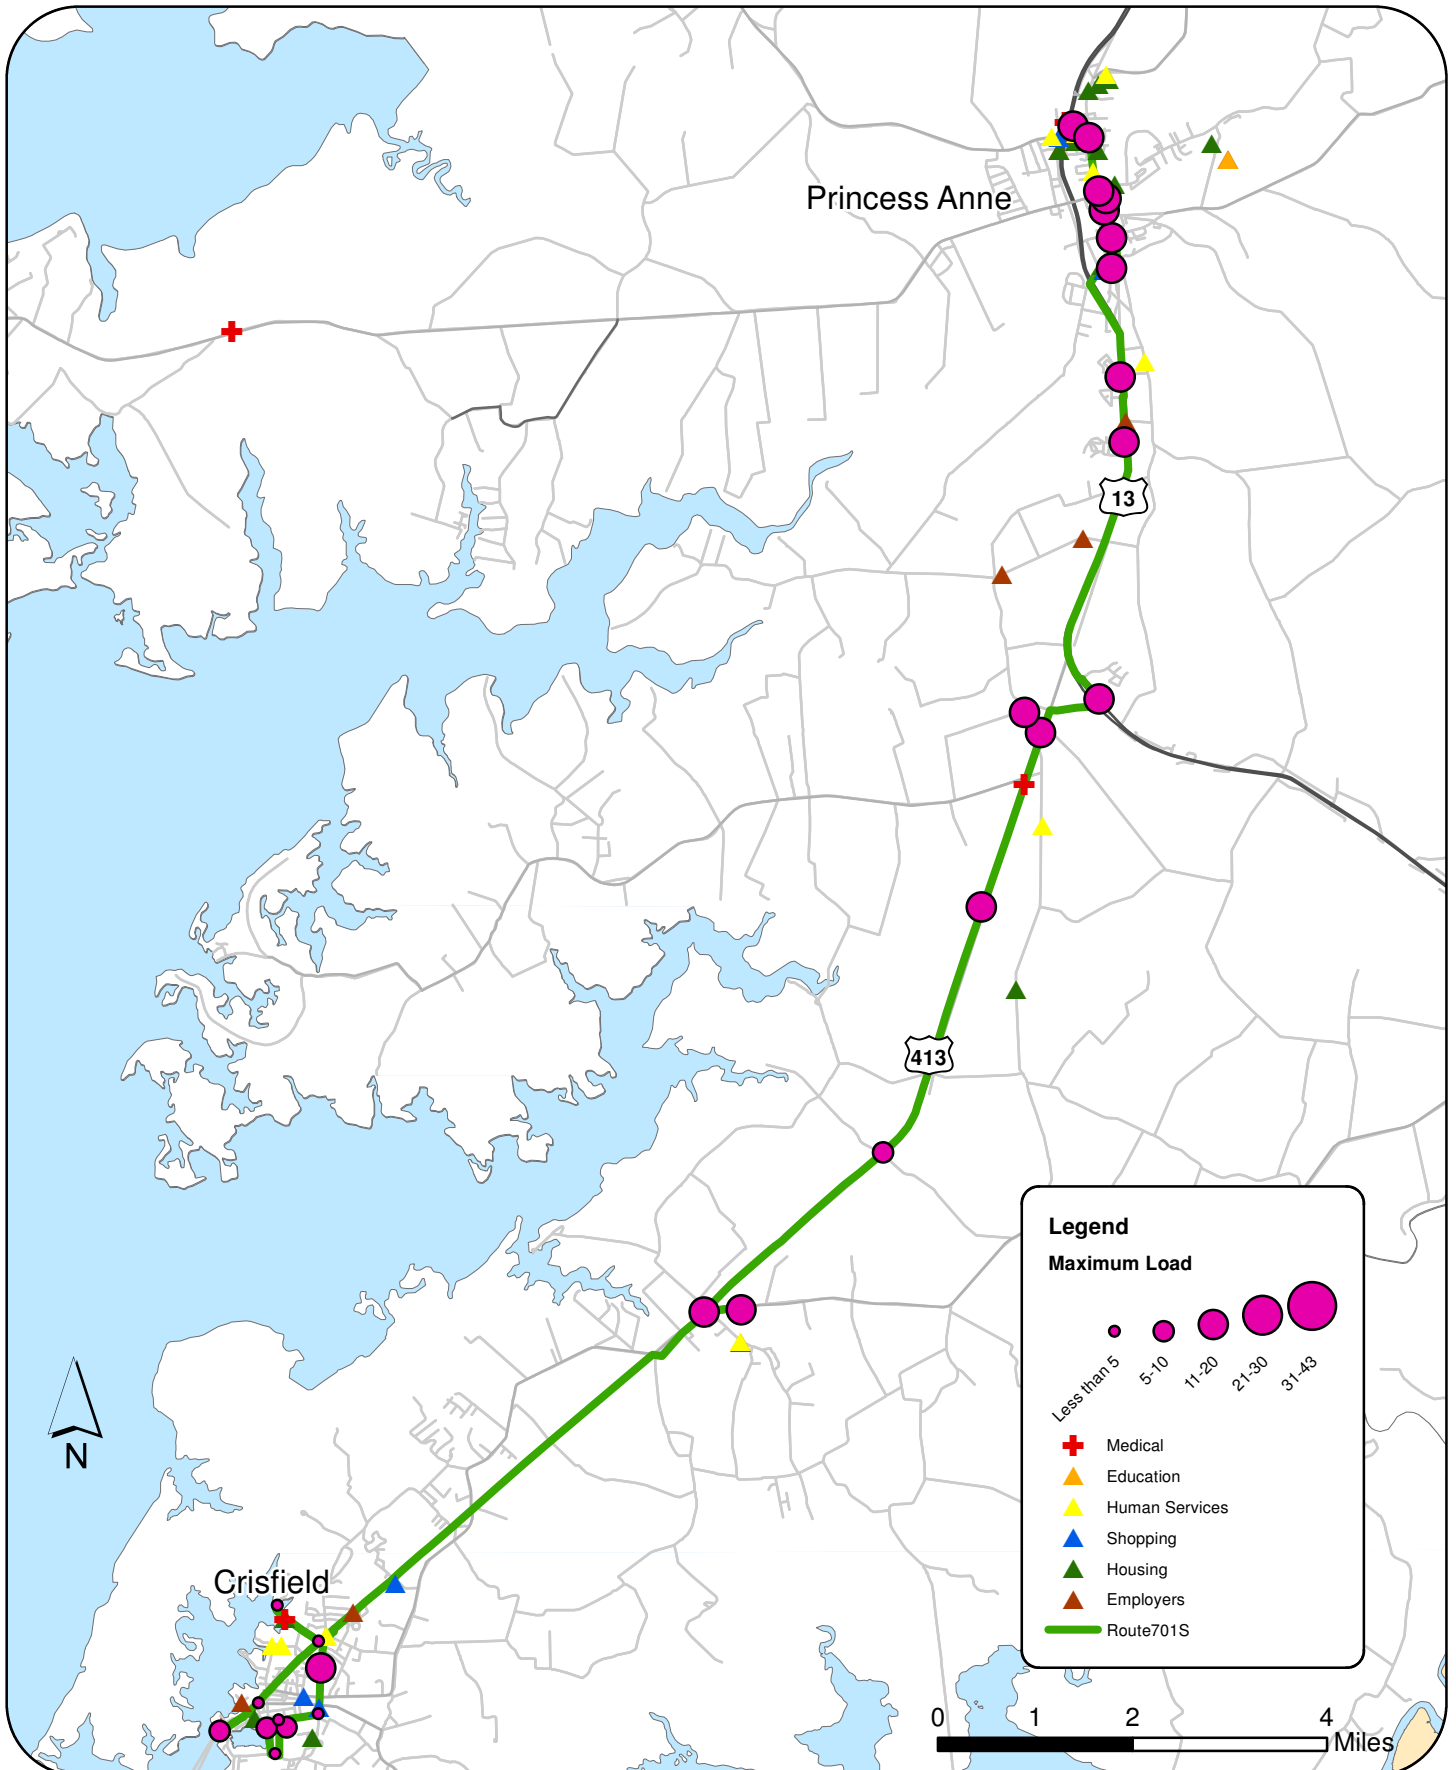 Princess Anne
13
413
Legend
Maximum Load
Less than 5
5-10
11-20
21-30
31-43
Medical
Education
Human Services
Shopping
Housing
Employers
Route701S
N
Crisfield
0 1 2 4
Miles